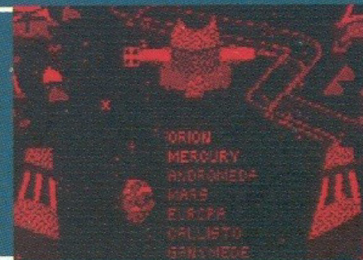 ORION
MERCURY
ANDROMEDA
MARS
EUROPA
CALLISTO
GANYMEDE